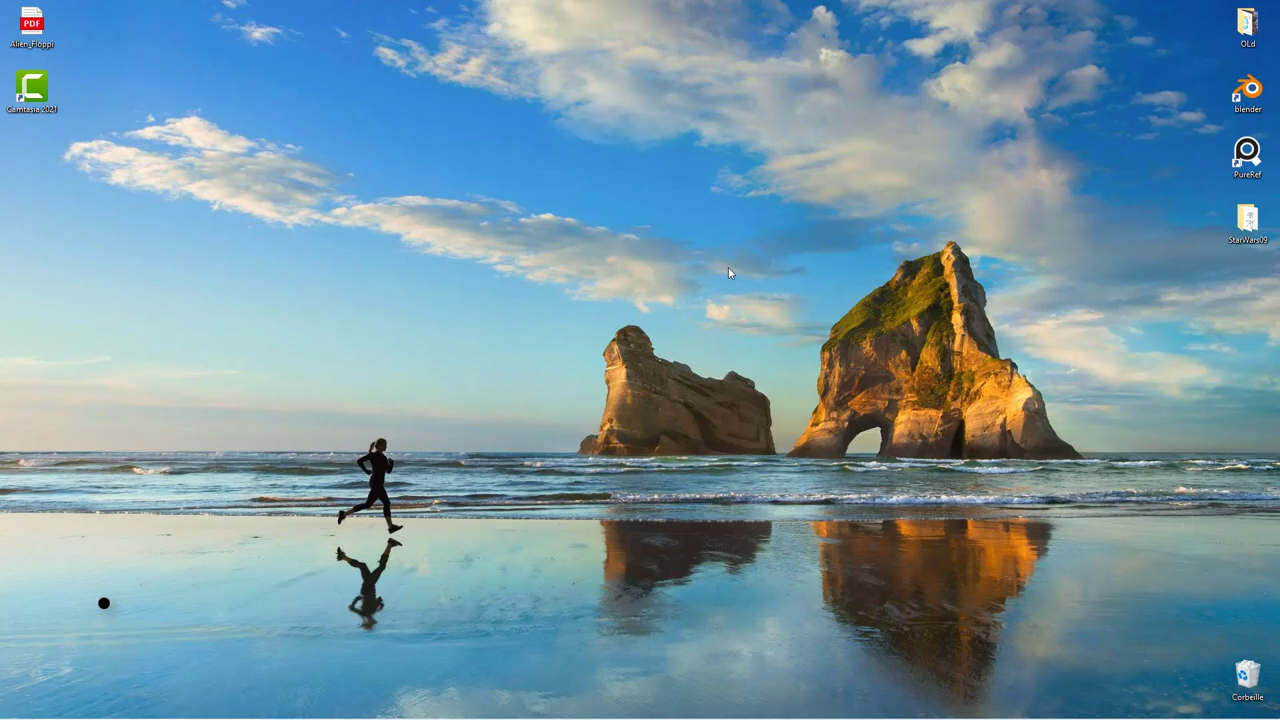 PDF
Alien_Floppi
Camtasia 2021
OLd
blender
PureRef
StarWars09
Corbeille